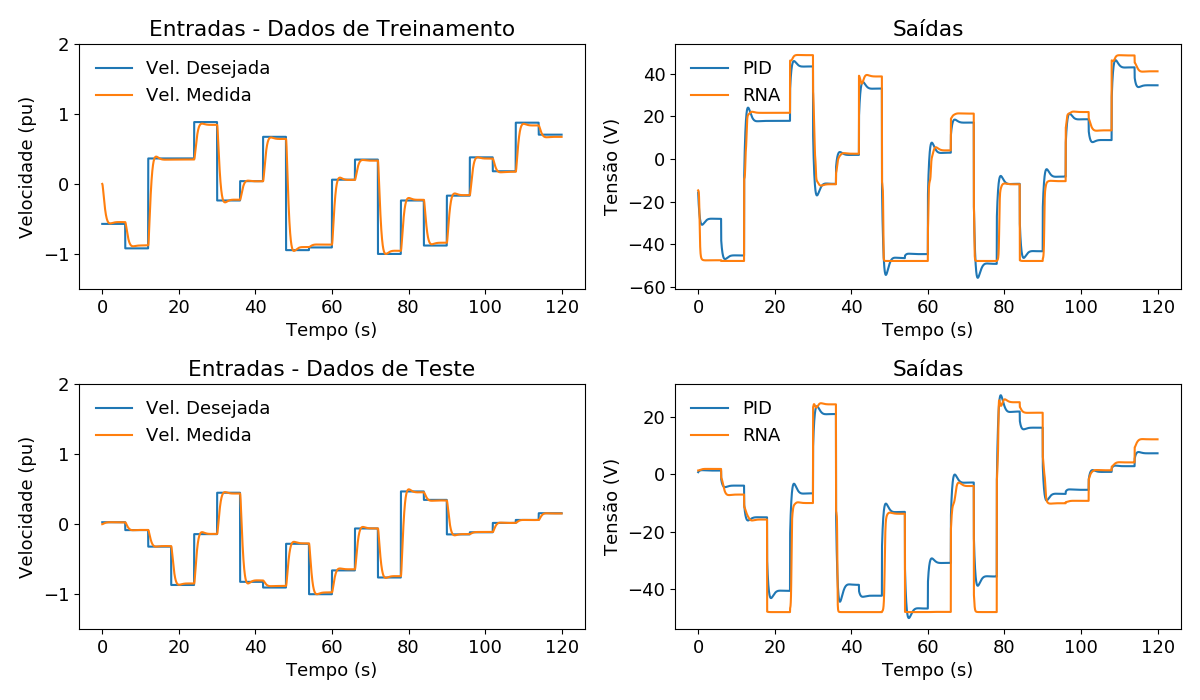 Entradas - Dados de Treinamento
2
1
0
−1
Velocidade (pu)
Vel. Desejada
Vel. Medida
0 20 40 60 80 100 120
Tempo (s)
Saídas
40
20
0
−20
−40
−60
Tensão (V)
PID
RNA
0 20 40 60 80 100 120
Tempo (s)
Entradas - Dados de Teste
2
1
0
−1
Velocidade (pu)
Vel. Desejada
Vel. Medida
0 20 40 60 80 100 120
Tempo (s)
Saídas
20
0
−20
−40
Tensão (V)
PID
RNA
0 20 40 60 80 100 120
Tempo (s)